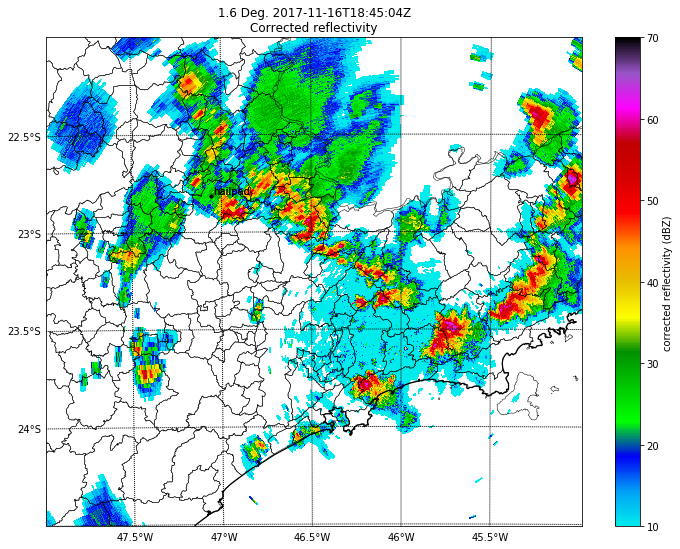 1.6 Deg. 2017-11-16T18:45:04Z
Corrected reflectivity
70
60
50
40
30
20
10
corrected reflectivity (dBZ)
22.5°S
23°S
23.5°S
24°S
47.5°W
47°W
46.5°W
46°W
45.5°W